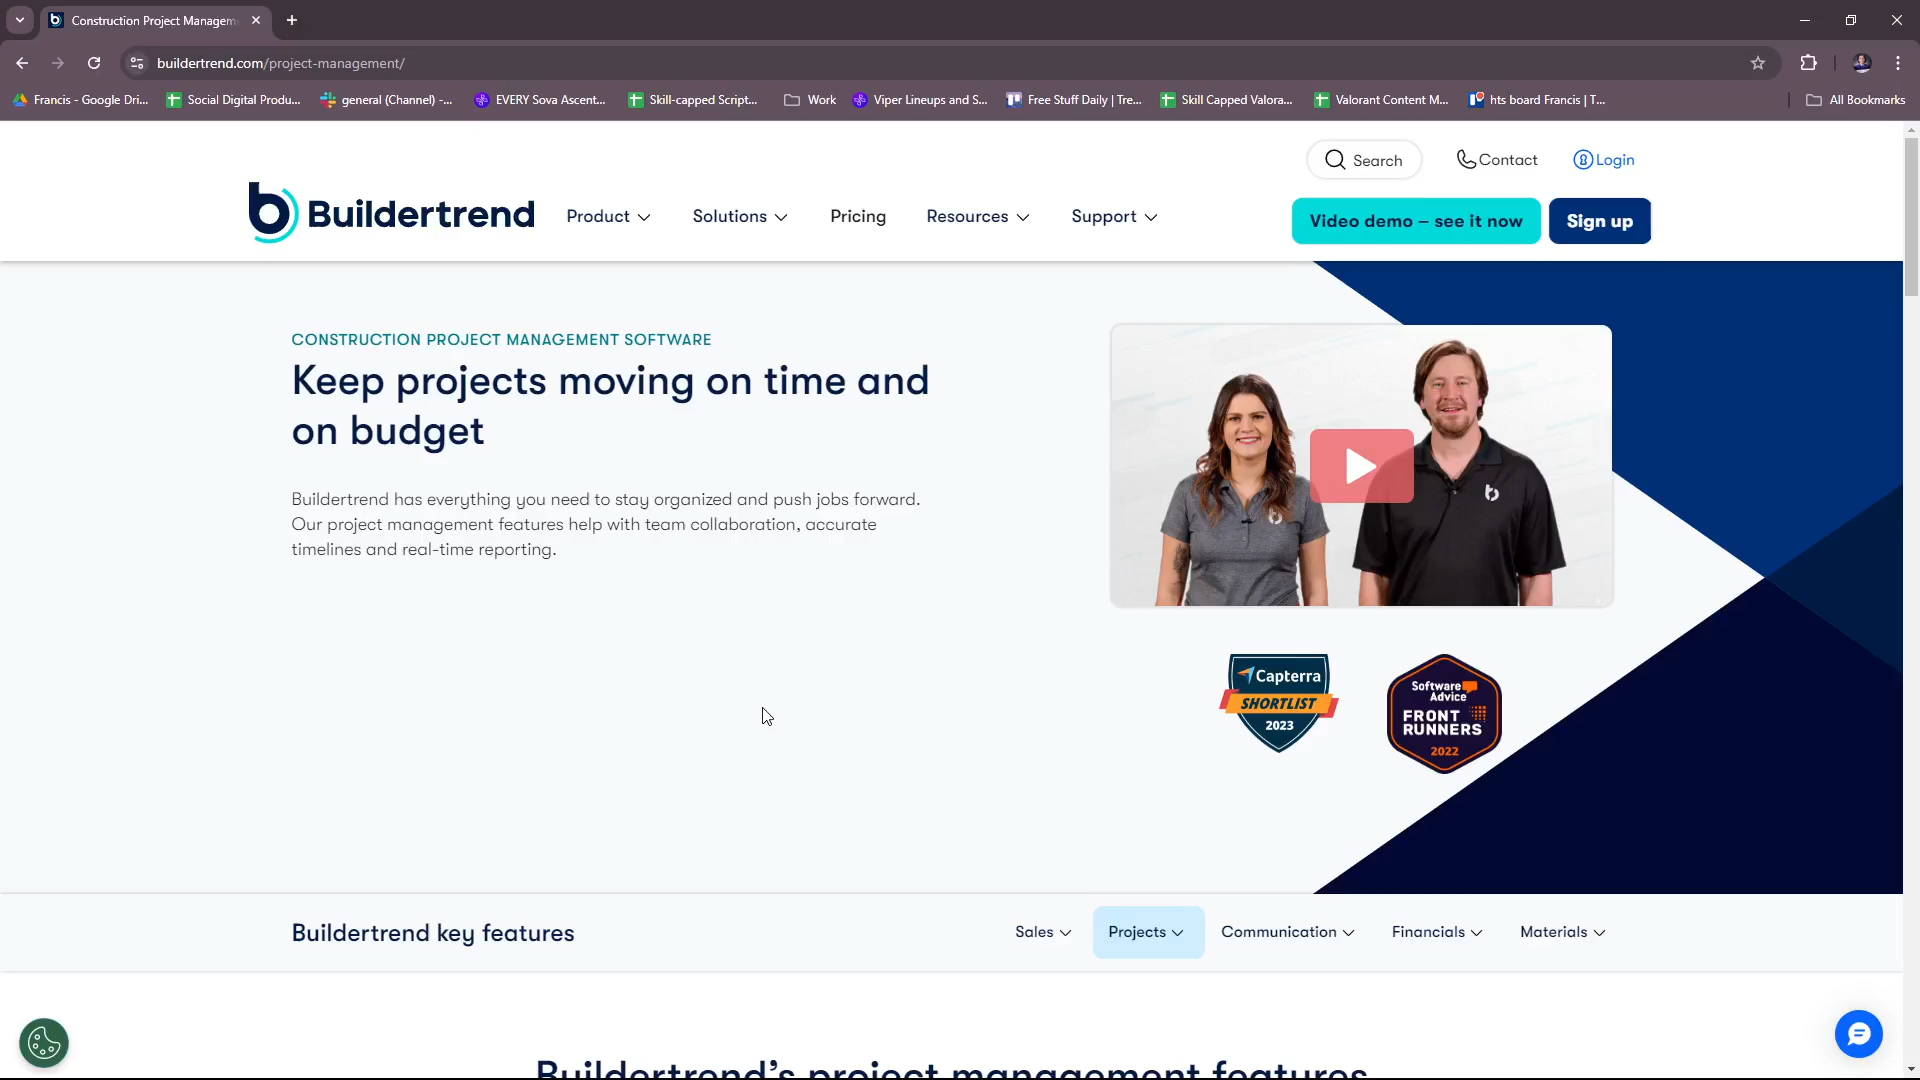 Construction Project Managem
buildertrend.com/project-management/
Francis - Google Dri...
Social Digital Produ...
general (Channel) -...
EVERY Sova Ascent...
Skill-capped Script...
Work
Viper Lineups and S...
Free Stuff Daily | Tre...
Skill Capped Valora...
Valorant Content M...
hts board Francis | T...
All Bookmarks
Search
Contact
Login
Buildertrend
Product
Solutions
Pricing
Resources
Support
Video demo – see it now
Sign up
CONSTRUCTION PROJECT MANAGEMENT SOFTWARE
Keep projects moving on time and
on budget
Buildertrend has everything you need to stay organized and push jobs forward.
Our project management features help with team collaboration, accurate
timelines and real-time reporting.
Capterra
SHORTLIST
2023
Software
Advice
FRONT
RUNNERS
2022
Buildertrend key features
Sales
Projects
Communication
Financials
Materials
Buildertrend's project management features